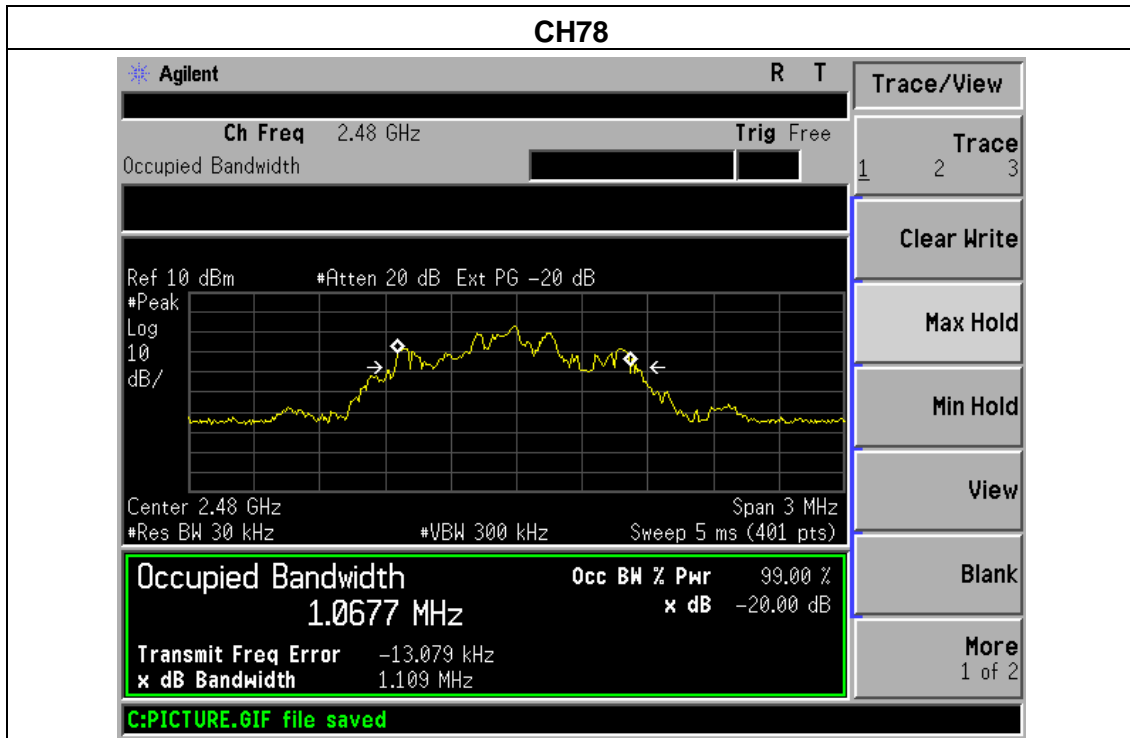 CH78
Agilent R T
Trace/View
Ch Freq 2.48 GHz Trig Free
Occupied Bandwidth
Trace
1 2 3
Clear Write
Ref 10 dBm #Atten 20 dB Ext PG -20 dB
#Peak
Log
10
dB/
Max Hold
Min Hold
View
Center 2.48 GHz Span 3 MHz
#Res BW 30 kHz #VBW 300 kHz Sweep 5 ms (401 pts)
Occupied Bandwidth Occ BW % Pwr 99.00 %
1.0677 MHz x dB -20.00 dB
Blank
Transmit Freq Error -13.079 kHz
x dB Bandwidth 1.109 MHz
More
1 of 2
C:PICTURE.GIF file saved